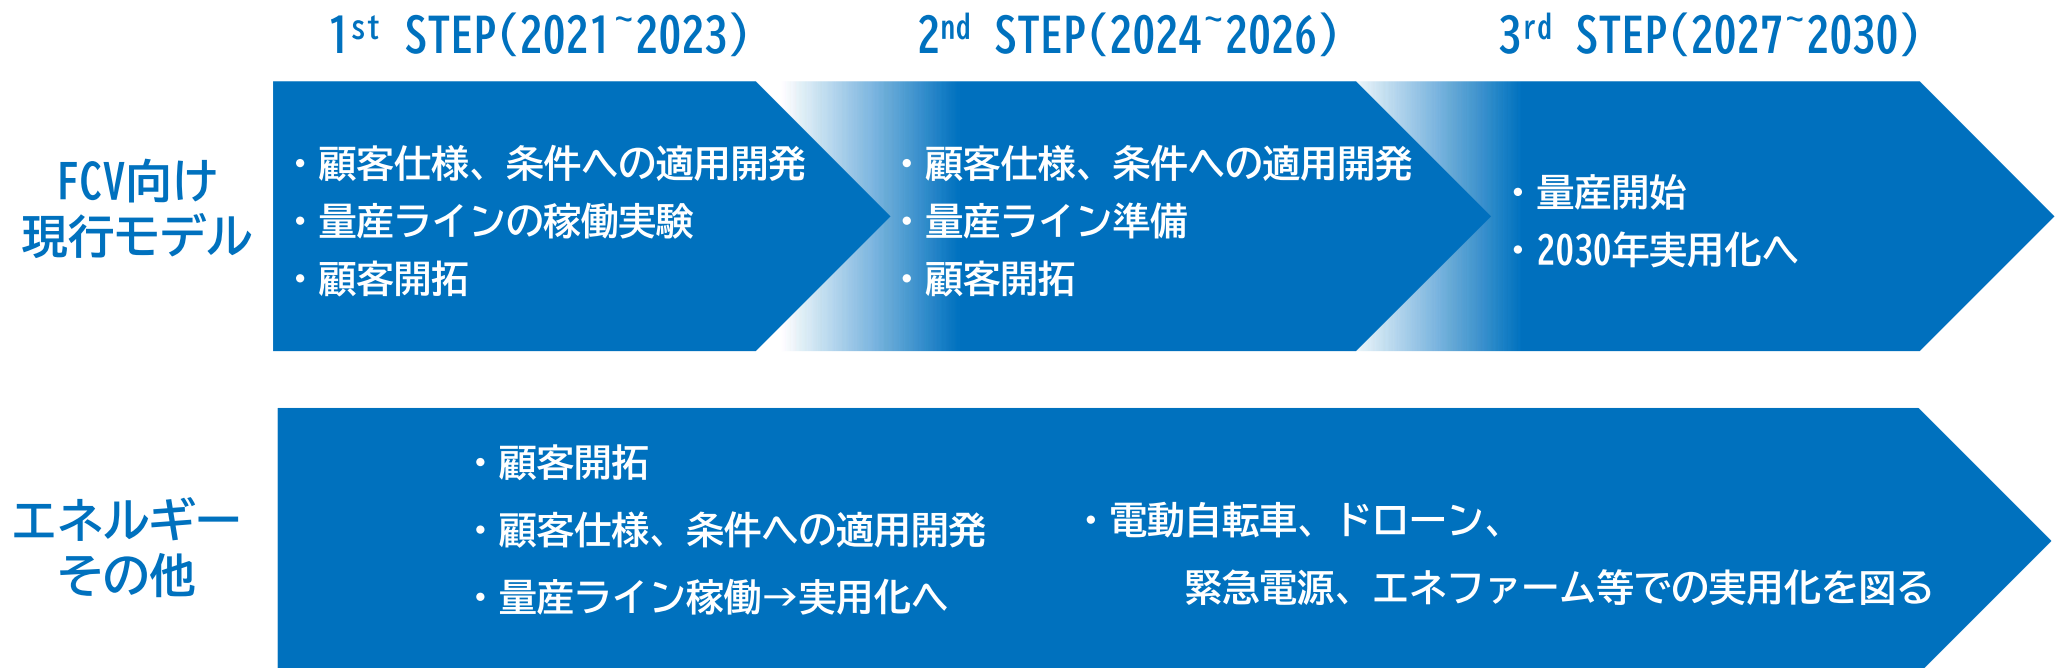 1st STEP(2021~2023)
2nd STEP(2024~2026)
3rd STEP(2027~2030)
FCV向け
現行モデル
・顧客仕様、条件への適用開発
・量産ラインの稼働実験
・顧客開拓
・顧客仕様、条件への適用開発
・量産ライン準備
・顧客開拓
・量産開始
・2030年実用化へ
エネルギー
その他
・顧客開拓
・顧客仕様、条件への適用開発
・量産ライン稼働→実用化へ
・電動自転車、ドローン、
緊急電源、エネファーム等での実用化を図る